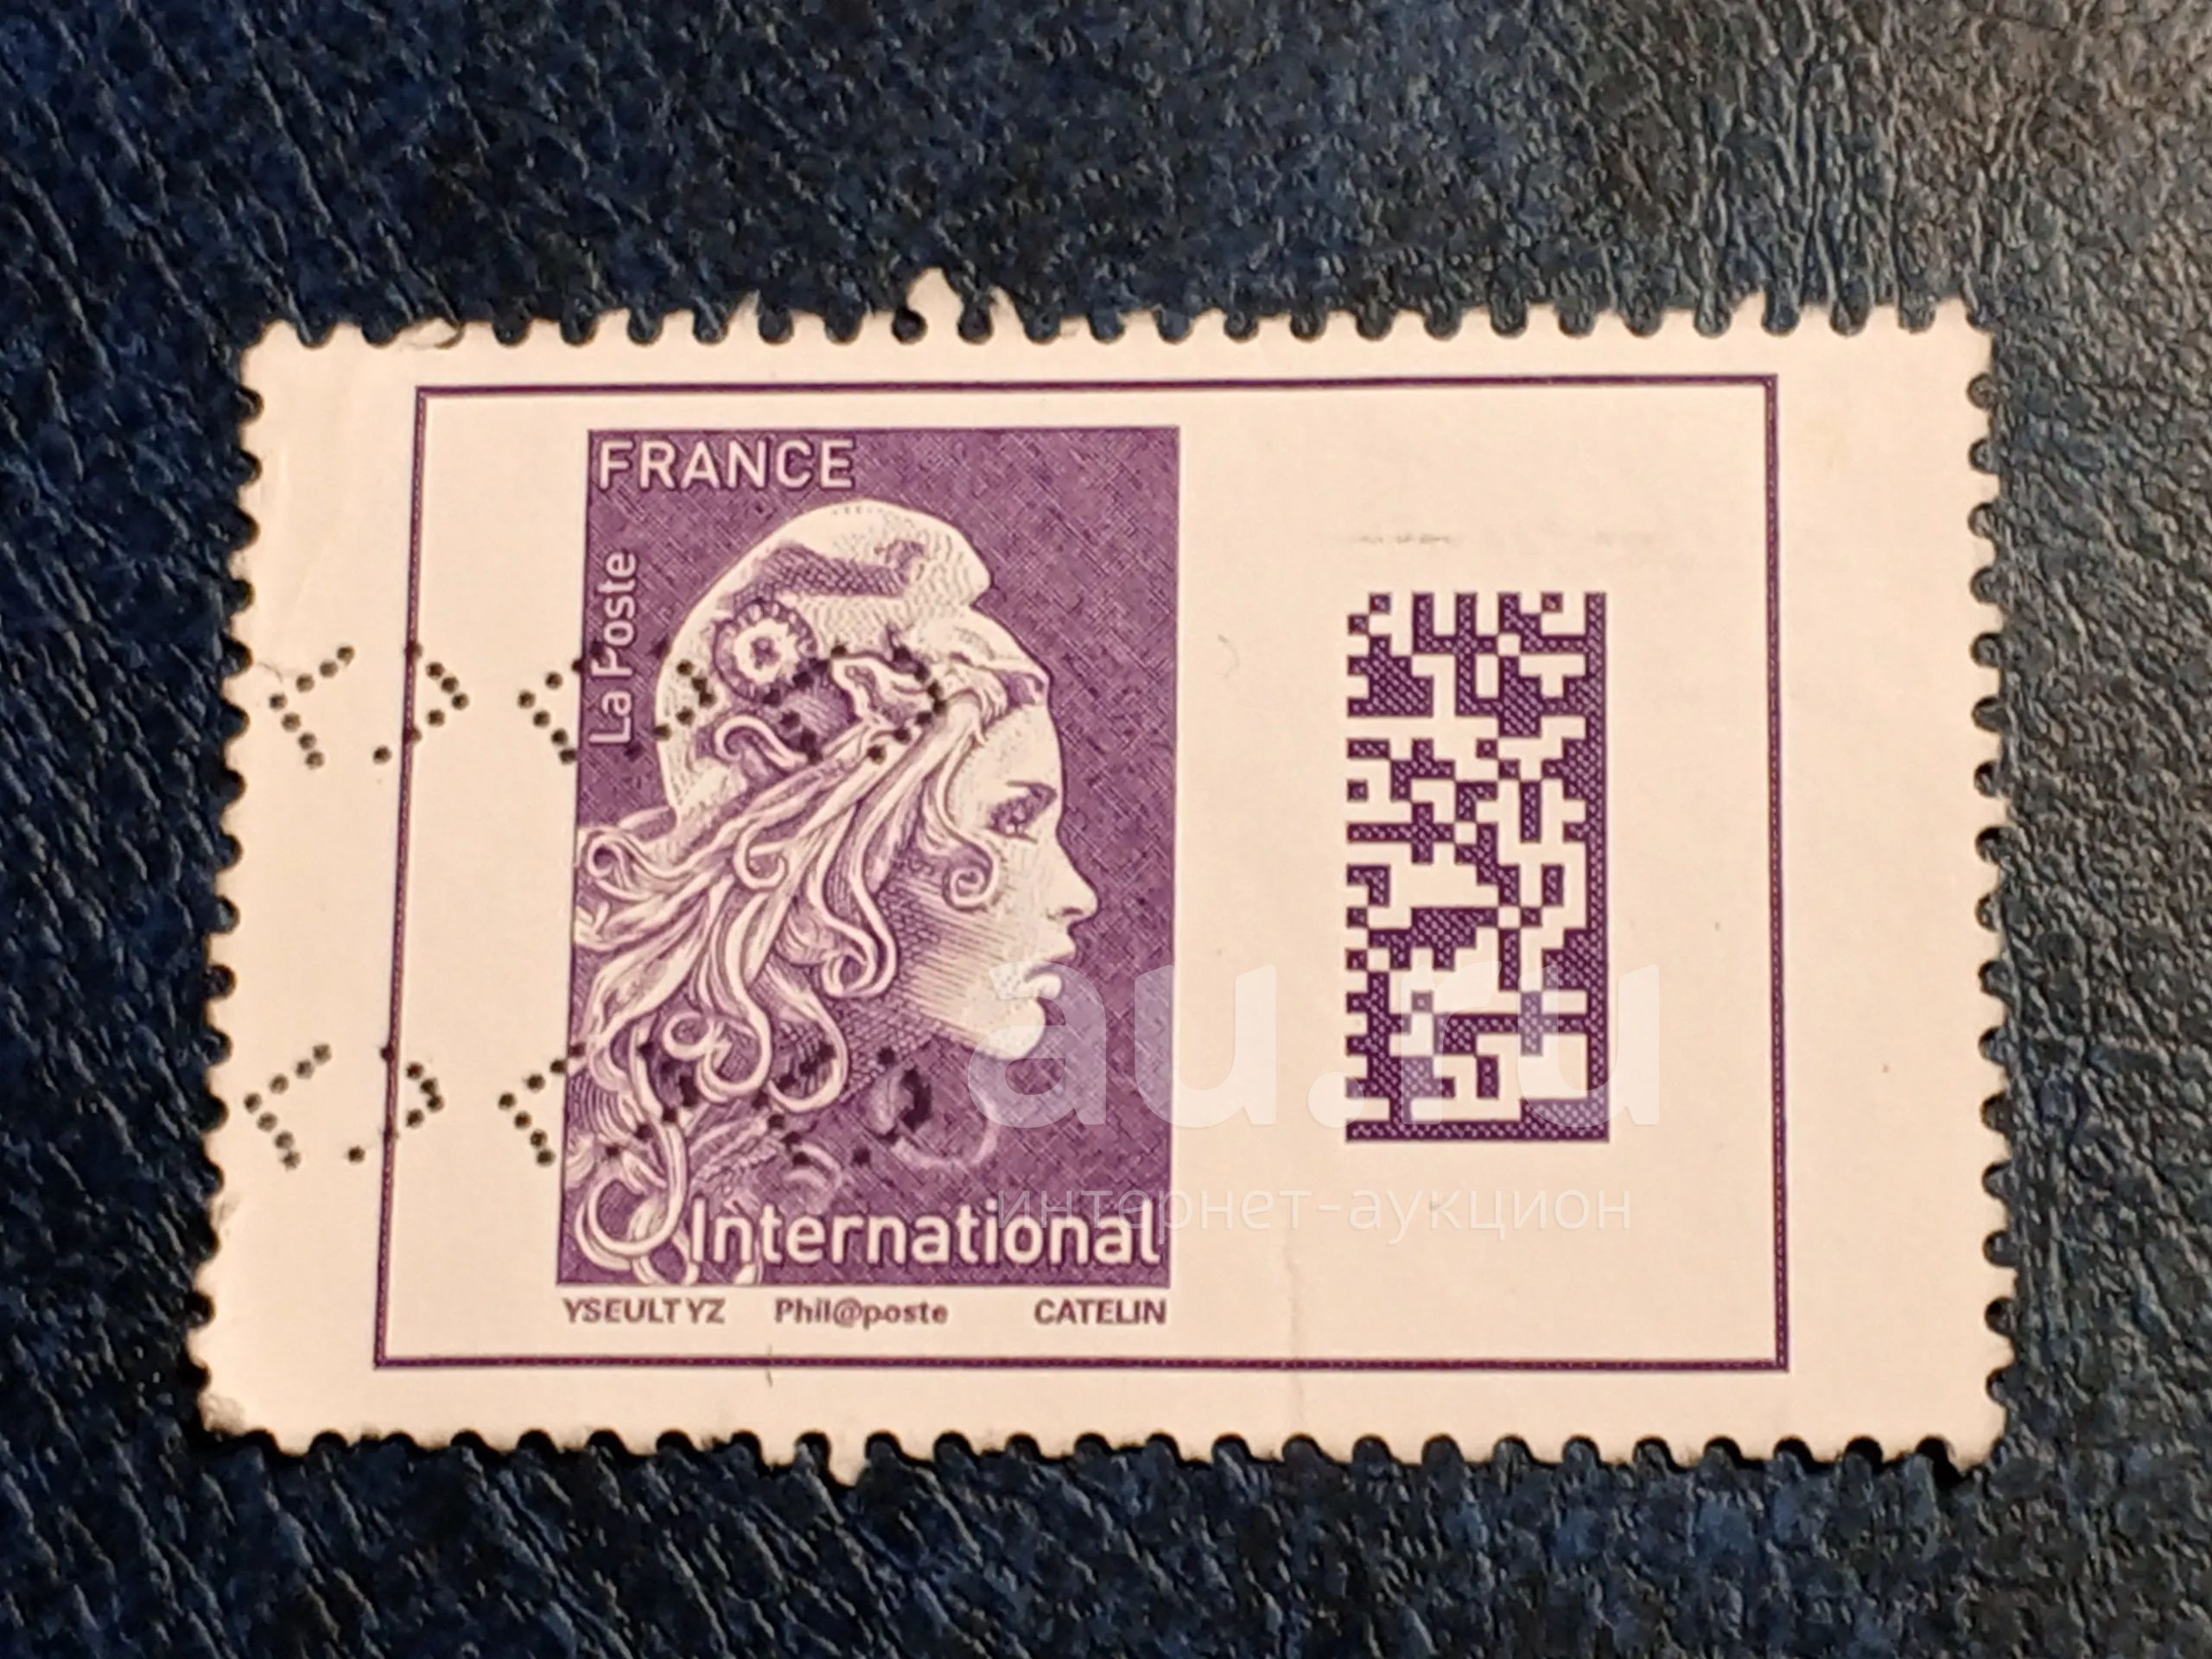 FRANCE
La Poste
International
YSEULT YZ Phil@poste CATELIN
au.ru
интернет-аукцион